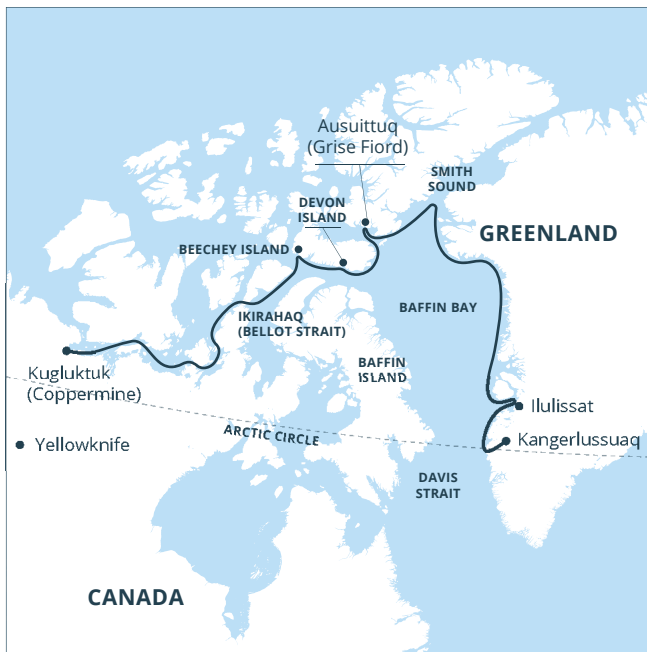 Ausuittuq
(Grise Fiord)
SMITH
SOUND
DEVON
ISLAND
GREENLAND
BEECHEY ISLAND
BAFFIN BAY
IKIRAHAQ
(BELLOT STRAIT)
BAFFIN
ISLAND
Kugluktuk
(Coppermine)
Ilulissat
ARCTIC CIRCLE
Kangerlussuaq
Yellowknife
DAVIS
STRAIT
CANADA